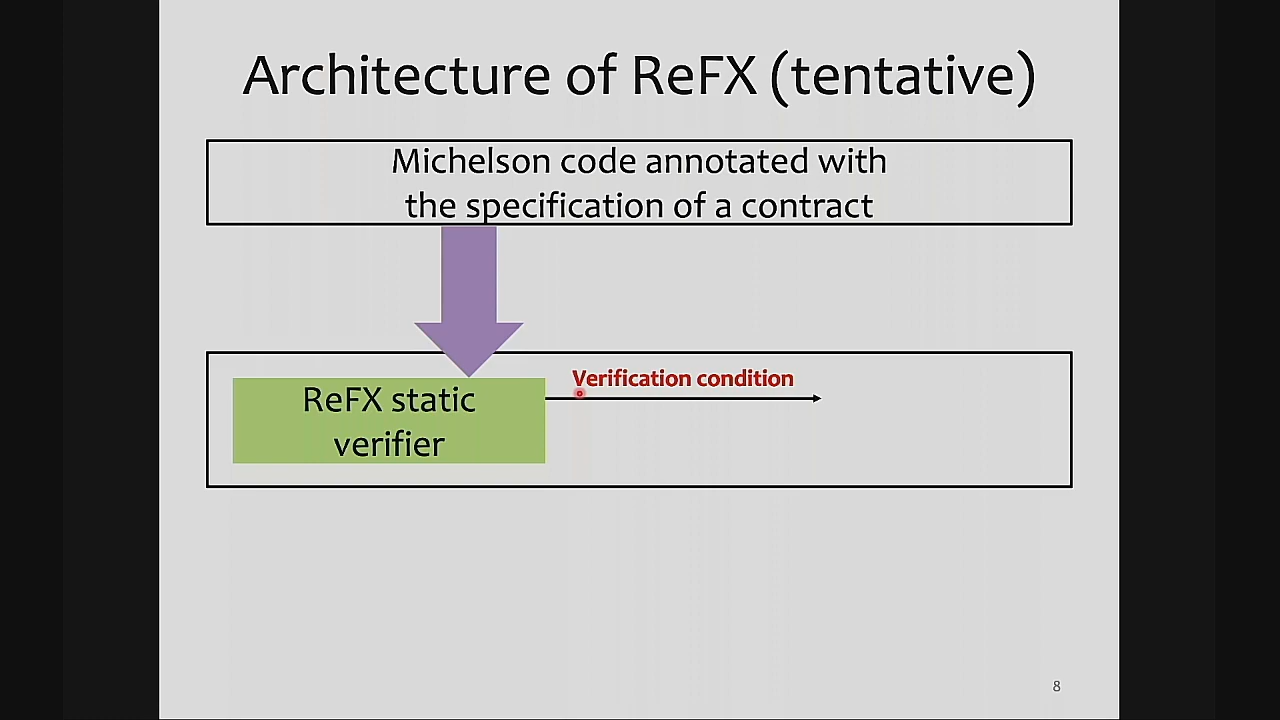 Architecture of ReFX (tentative)
Michelson code annotated with
the specification of a contract
Verification condition
ReFX static
verifier
8